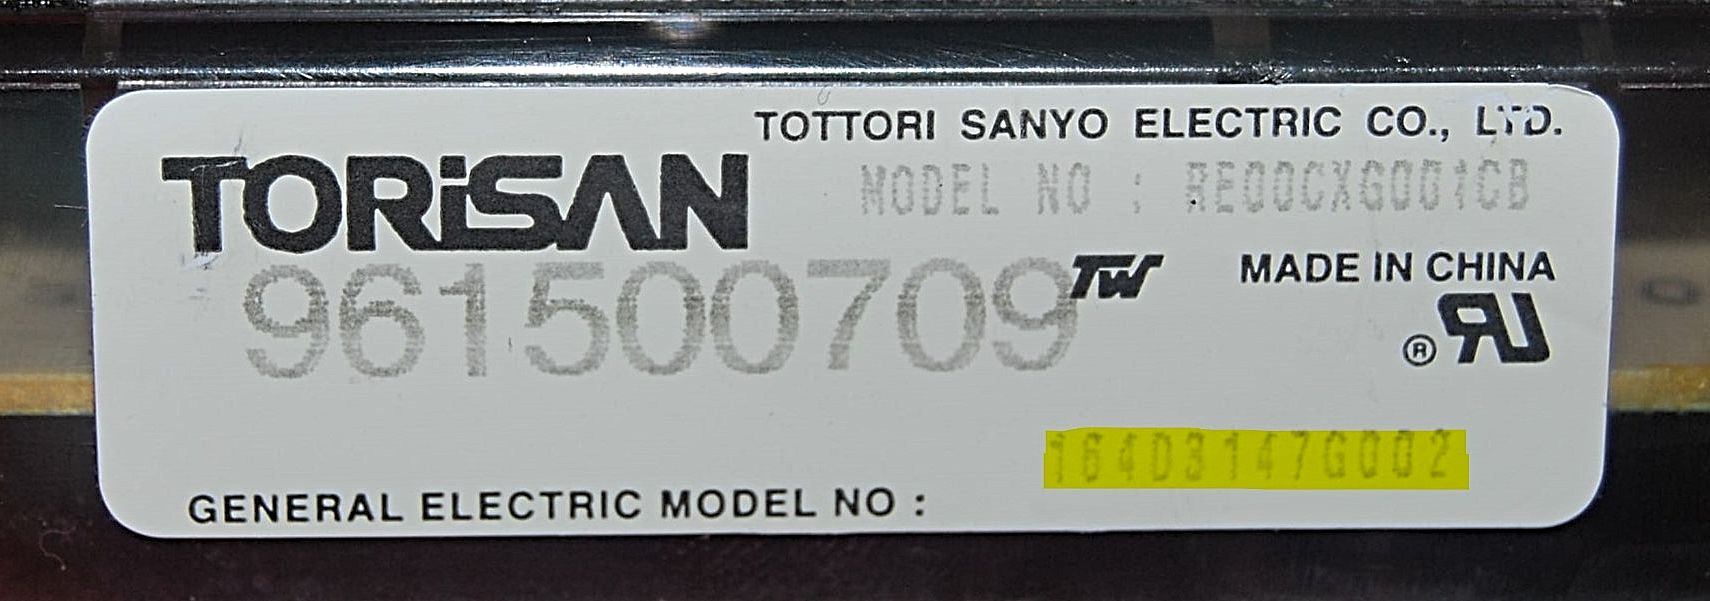 TOTTORI SANYO ELECTRIC CO., LTD.
TORiSAN
MODEL NO : RE00CXG001CB
961500709
TW
MADE IN CHINA
®
164D3147G002
GENERAL ELECTRIC MODEL NO :